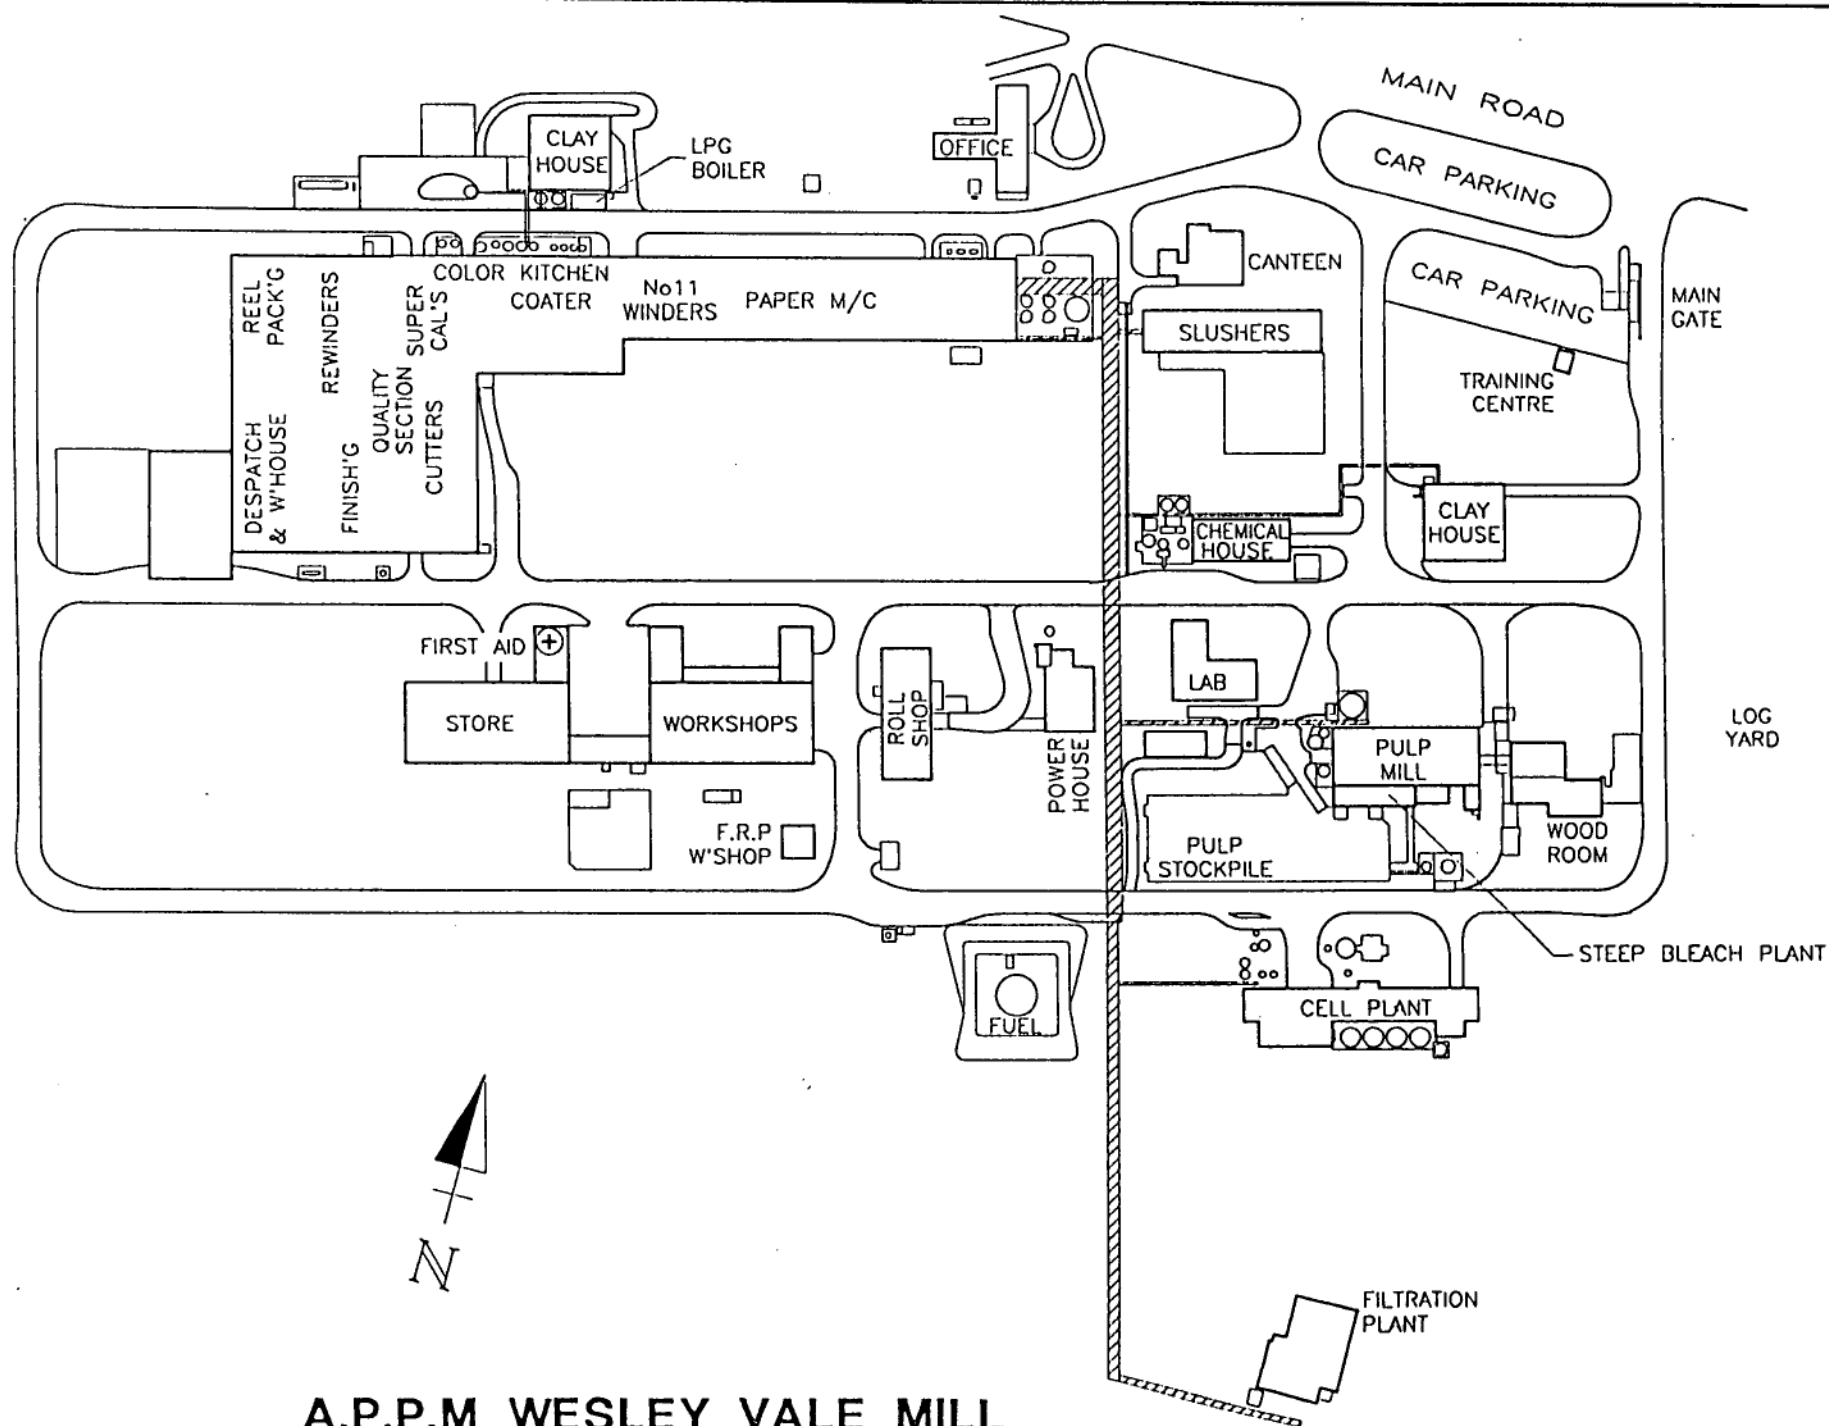 MAIN ROAD
CAR PARKING
CLAY
HOUSE
LPG
BOILER
OFFICE
CAR PARKING
MAIN
GATE
CANTEEN
COLOR KITCHEN
COATER
No11
WINDERS
PAPER M/C
SLUSHERS
REEL
PACK'G
REWINDERS
SUPER
CAL'S
TRAINING
CENTRE
QUALITY
SECTION
CUTTERS
DESPATCH
& W'HOUSE
FINISH'G
CHEMICAL
HOUSE
CLAY
HOUSE
FIRST AID
STORE
WORKSHOPS
ROLL
SHOP
POWER
HOUSE
LAB
PULP
MILL
LOG
YARD
F.R.P
W'SHOP
PULP
STOCKPILE
WOOD
ROOM
STEEP BLEACH PLANT
FUEL
CELL PLANT
N
FILTRATION
PLANT
A.P.P.M WESLEY VALE MILL